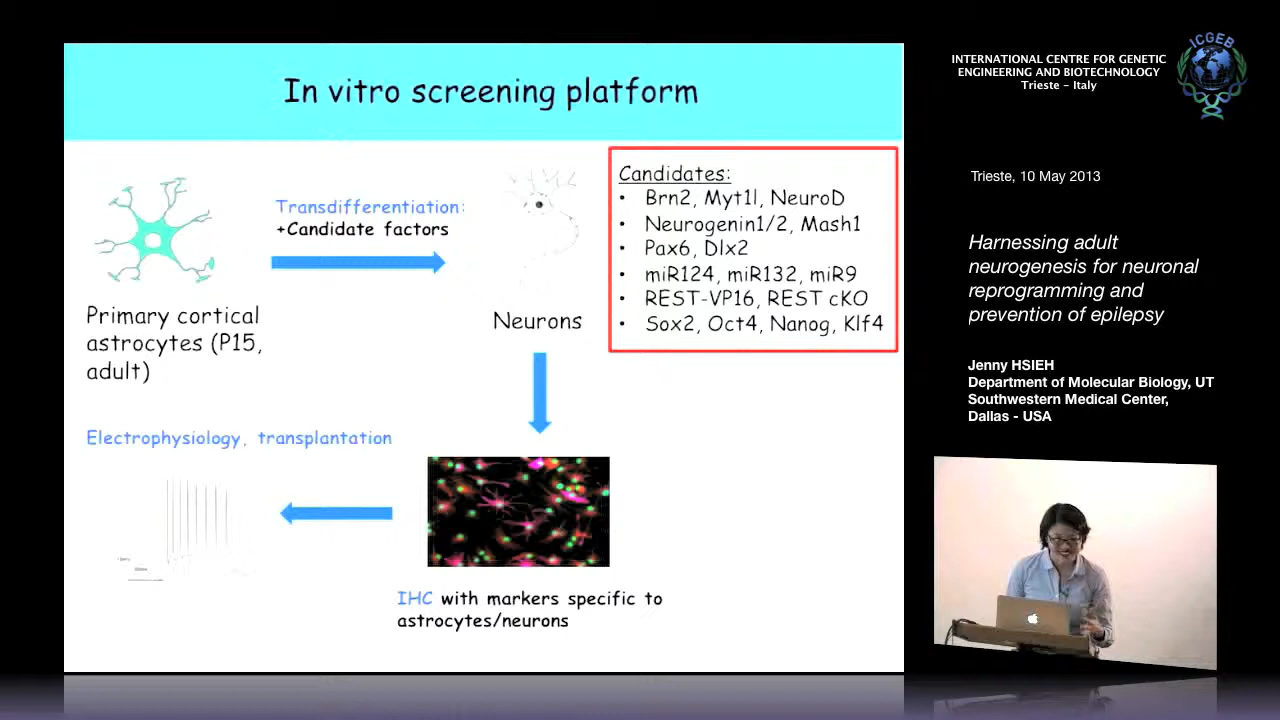 In vitro screening platform
Transdifferentiation:
+Candidate factors
Primary cortical
astrocytes (P15,
adult)
Neurons
Candidates:
• Brn2, Myt1l, NeuroD
• Neurogenin1/2, Mash1
• Pax6, Dlx2
• miR124, miR132, miR9
• REST-VP16, REST cKO
• Sox2, Oct4, Nanog, Klf4
Electrophysiology, transplantation
IHC with markers specific to
astrocytes/neurons
INTERNATIONAL CENTRE FOR GENETIC
ENGINEERING AND BIOTECHNOLOGY
Trieste - Italy
ICGEB
Trieste, 10 May 2013
Harnessing adult
neurogenesis for neuronal
reprogramming and
prevention of epilepsy
Jenny HSIEH
Department of Molecular Biology, UT
Southwestern Medical Center,
Dallas - USA